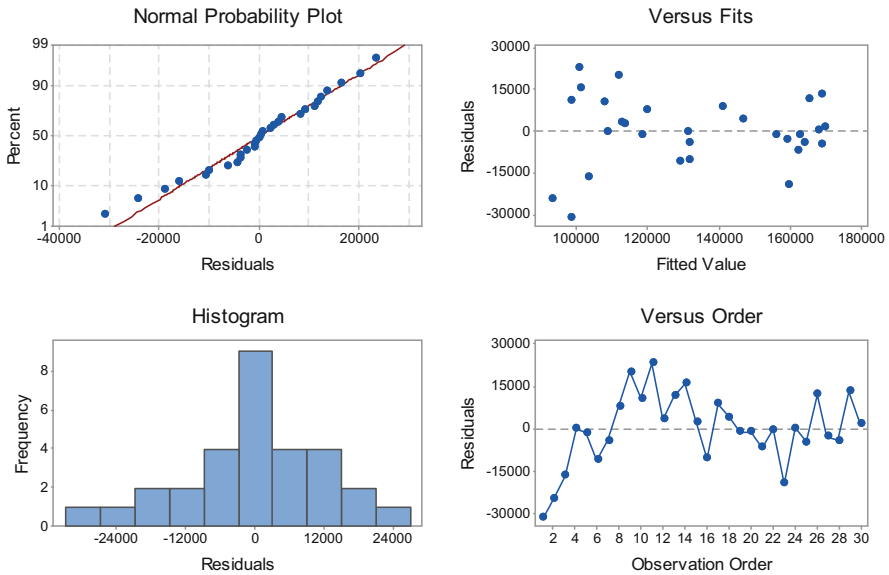 Normal Probability Plot
99
90
50
10
1
Percent
-40000 -20000 0 20000
Residuals
Versus Fits
30000
15000
0
-15000
-30000
Residuals
100000 120000 140000 160000 180000
Fitted Value
Histogram
8
6
4
2
0
Frequency
-24000 -12000 0 12000 24000
Residuals
Versus Order
30000
15000
0
-15000
-30000
Residuals
2 4 6 8 10 12 14 16 18 20 22 24 26 28 30
Observation Order